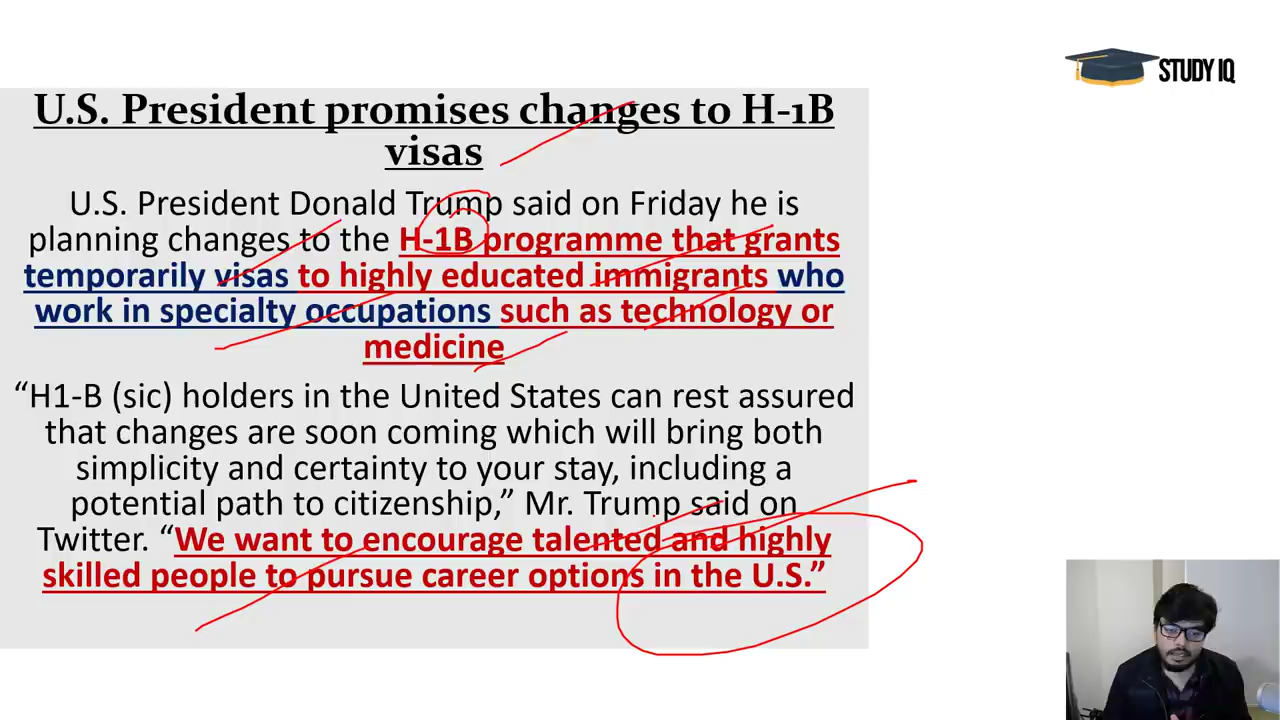 STUDY IQ
U.S. President promises changes to H-1B
visas
U.S. President Donald Trump said on Friday he is
planning changes to the H-1B programme that grants
temporarily visas to highly educated immigrants who
work in specialty occupations such as technology or
medicine
“H1-B (sic) holders in the United States can rest assured
that changes are soon coming which will bring both
simplicity and certainty to your stay, including a
potential path to citizenship,” Mr. Trump said on
Twitter. “We want to encourage talented and highly
skilled people to pursue career options in the U.S.”